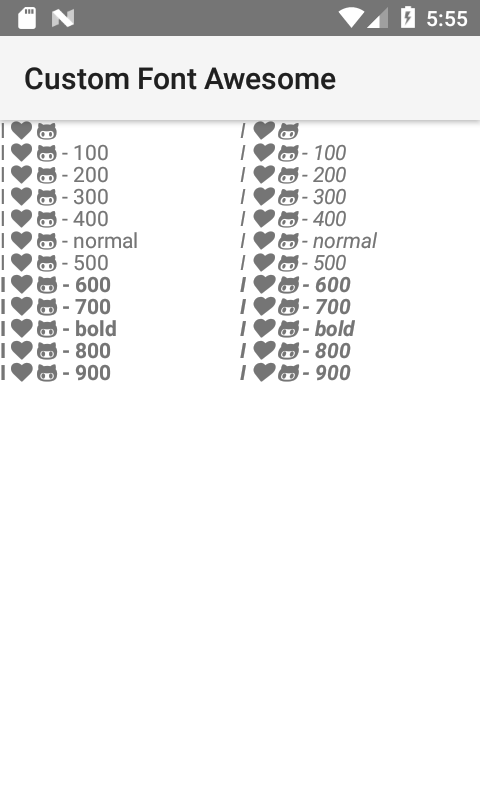 5:55
Custom Font Awesome
I ♥ I ♥
I ♥ - 100 I ♥ - 100
I ♥ - 200 I ♥ - 200
I ♥ - 300 I ♥ - 300
I ♥ - 400 I ♥ - 400
I ♥ - normal I ♥ - normal
I ♥ - 500 I ♥ - 500
I ♥ - 600 I ♥ - 600
I ♥ - 700 I ♥ - 700
I ♥ - bold I ♥ - bold
I ♥ - 800 I ♥ - 800
I ♥ - 900 I ♥ - 900